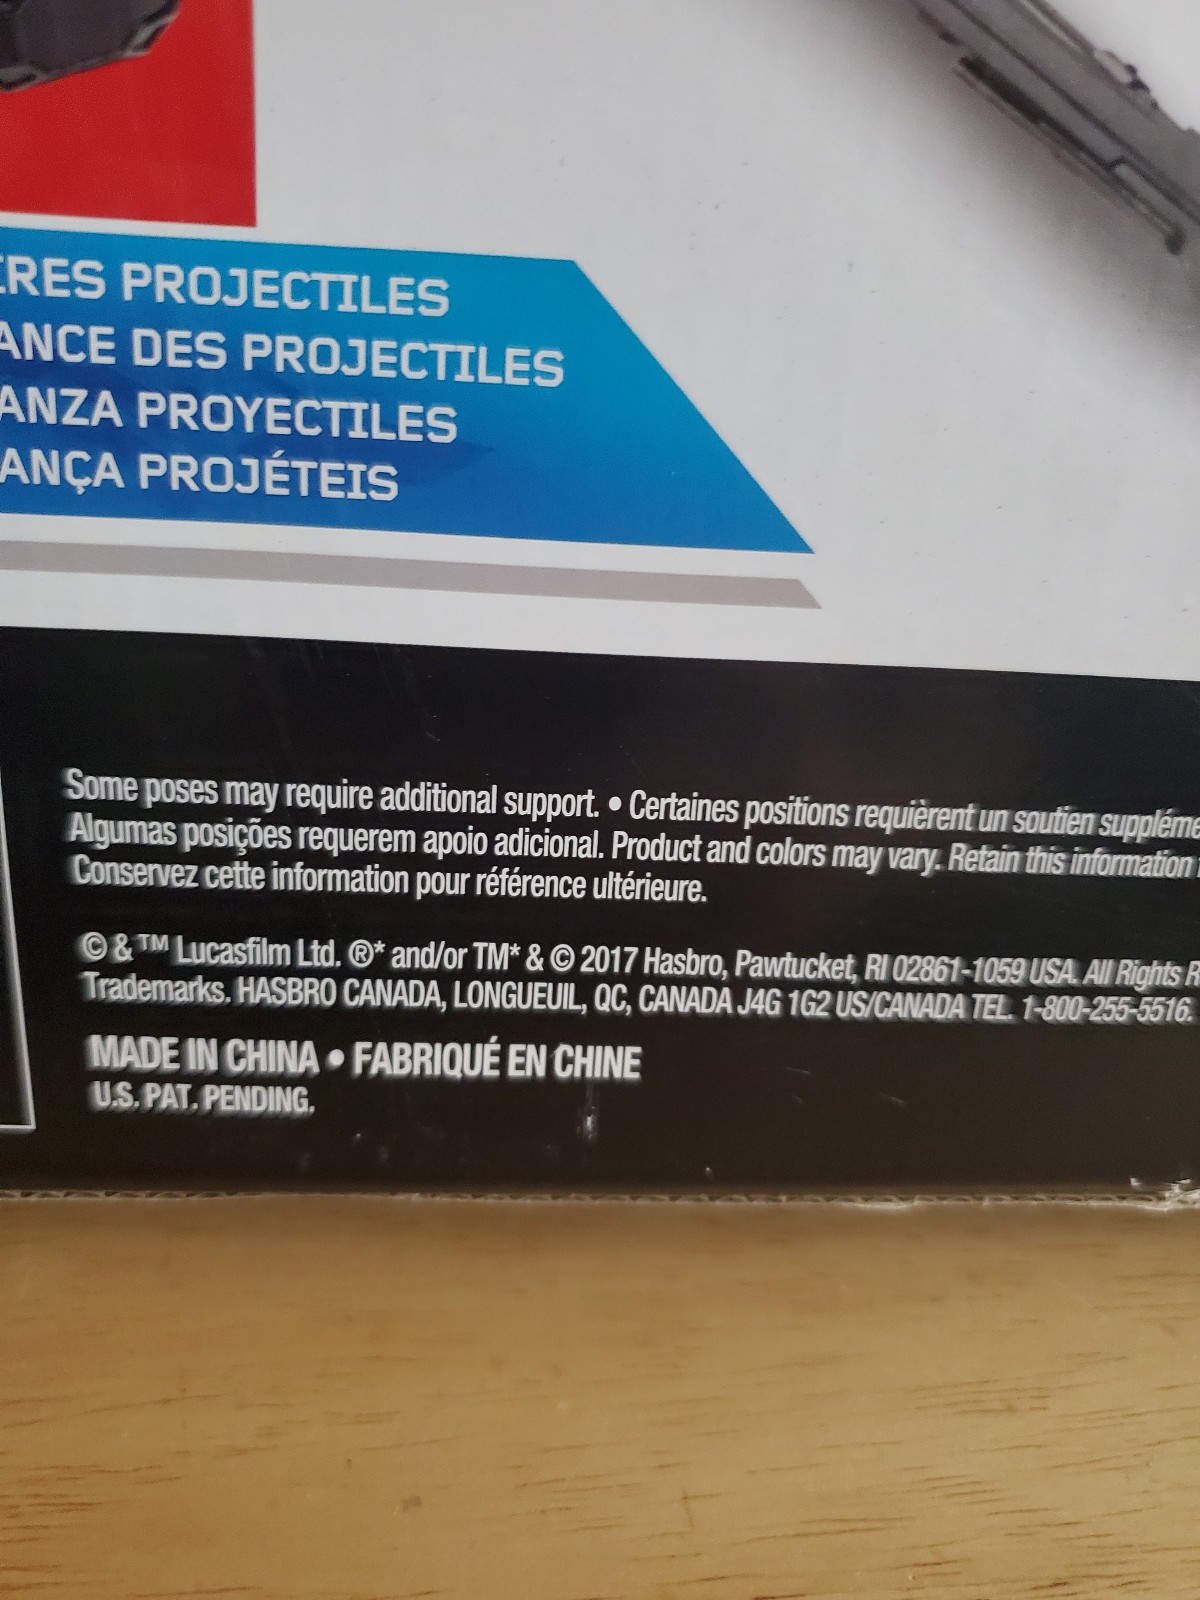 IRES PROJECTILES
ANCE DES PROJECTILES
ANZA PROYECTILES
ANÇA PROJÉTEIS
Some poses may require additional support. • Certaines positions requièrent un soutien suppléme
Algumas posições requerem apoio adicional. Product and colors may vary. Retain this information
Conservez cette information pour référence ultérieure.
© & ™ Lucasfilm Ltd. ®* and/or TM* & © 2017 Hasbro, Pawtucket, RI 02861-1059 USA. All Rights R
Trademarks. HASBRO CANADA, LONGUEUIL, QC, CANADA J4G 1G2 US/CANADA TEL. 1-800-255-5516.
MADE IN CHINA • FABRIQUÉ EN CHINE
U.S. PAT. PENDING.